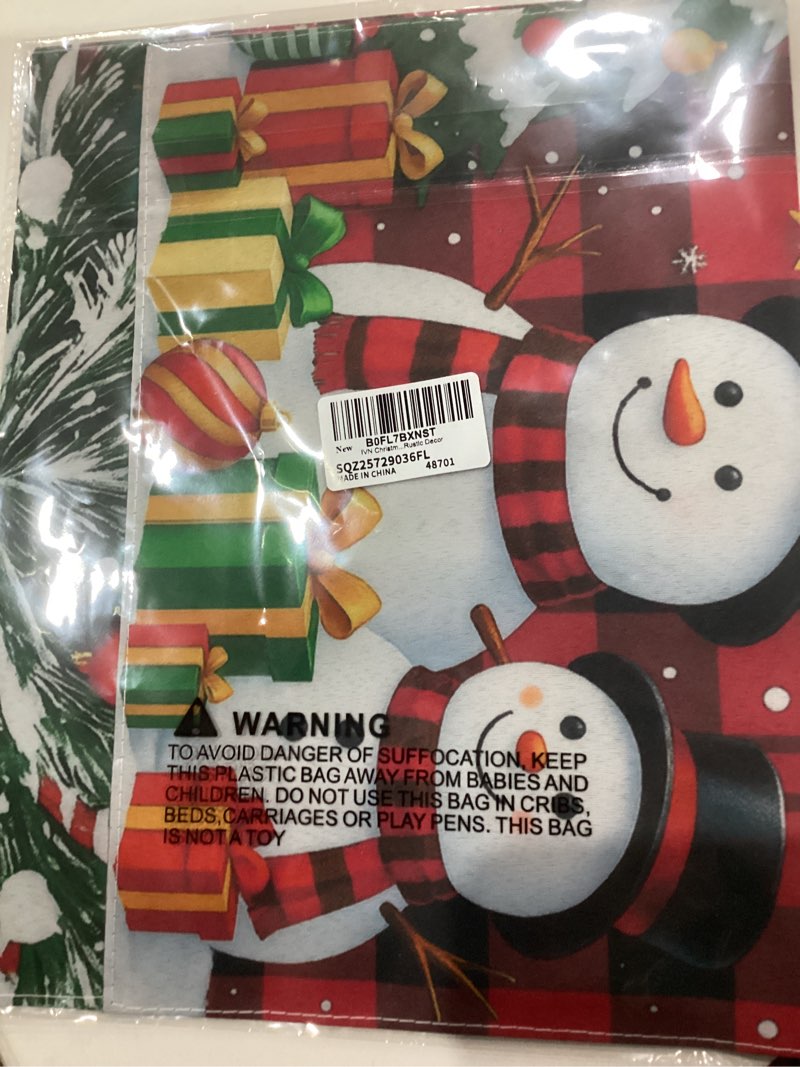 B0FL7BXNST
New IVN Christm...Rustic Decor
SQZ25729036FL
MADE IN CHINA 48701
WARNING
TO AVOID DANGER OF SUFFOCATION, KEEP
THIS PLASTIC BAG AWAY FROM BABIES AND
CHILDREN. DO NOT USE THIS BAG IN CRIBS,
BEDS,CARRIAGES OR PLAY PENS. THIS BAG
IS NOT A TOY